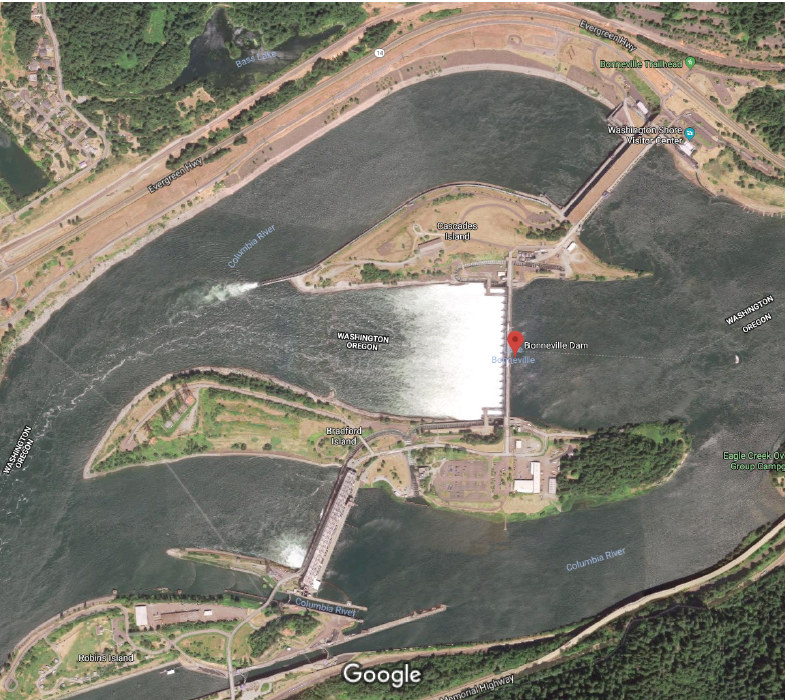 Evergreen Hwy
14
Bass Lake
Bonneville Trailhead
Washington Shore
Visitor Center
Evergreen Hwy
Cascades
Island
Columbia River
WASHINGTON
OREGON
WASHINGTON
OREGON
Bonneville Dam
Bonneville
Bradford
Island
WASHINGTON
OREGON
Eagle Creek Ov
Group Campg
Columbia River
Columbia River
Robins Island
Google
Memorial Highway